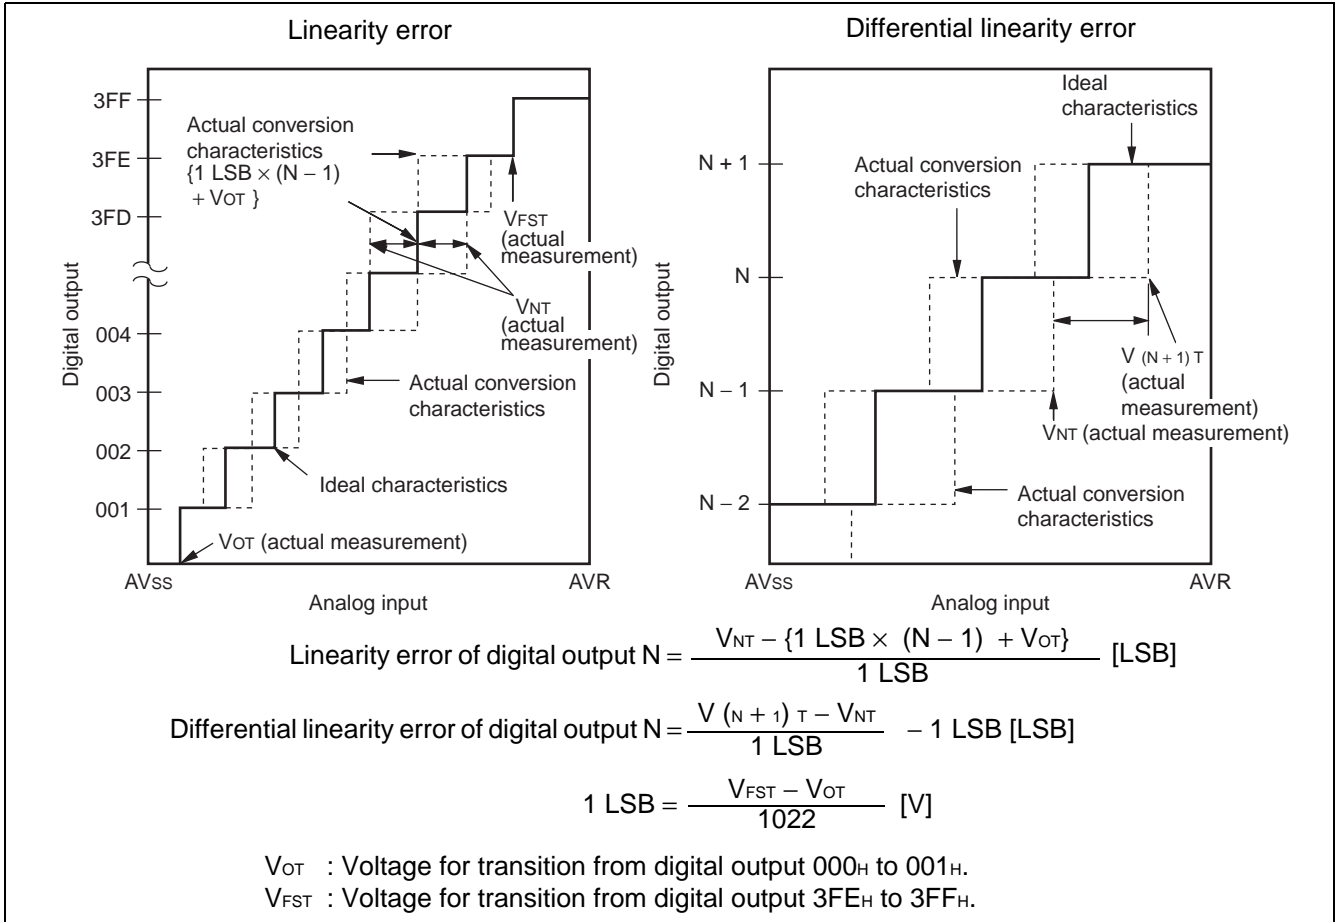 Linearity error
3FF
3FE
3FD
004
003
002
001
Digital output
Actual conversion
characteristics
{1 LSB × (N − 1)
+ VOT }
VFST
(actual
measurement)
VNT
(actual
measurement)
Actual conversion
characteristics
Ideal characteristics
VOT (actual measurement)
AVSS
AVR
Analog input
Differential linearity error
N + 1
N
N − 1
N − 2
Digital output
Ideal
characteristics
Actual conversion
characteristics
V (N + 1) T
(actual
measurement)
VNT (actual measurement)
Actual conversion
characteristics
AVSS
AVR
Analog input
Linearity error of digital output N = VNT − {1 LSB × (N − 1) + VOT} / 1 LSB [LSB]
Differential linearity error of digital output N = V (N + 1) T − VNT / 1 LSB − 1 LSB [LSB]
1 LSB = VFST − VOT / 1022 [V]
VOT : Voltage for transition from digital output 000H to 001H.
VFST : Voltage for transition from digital output 3FEH to 3FFH.